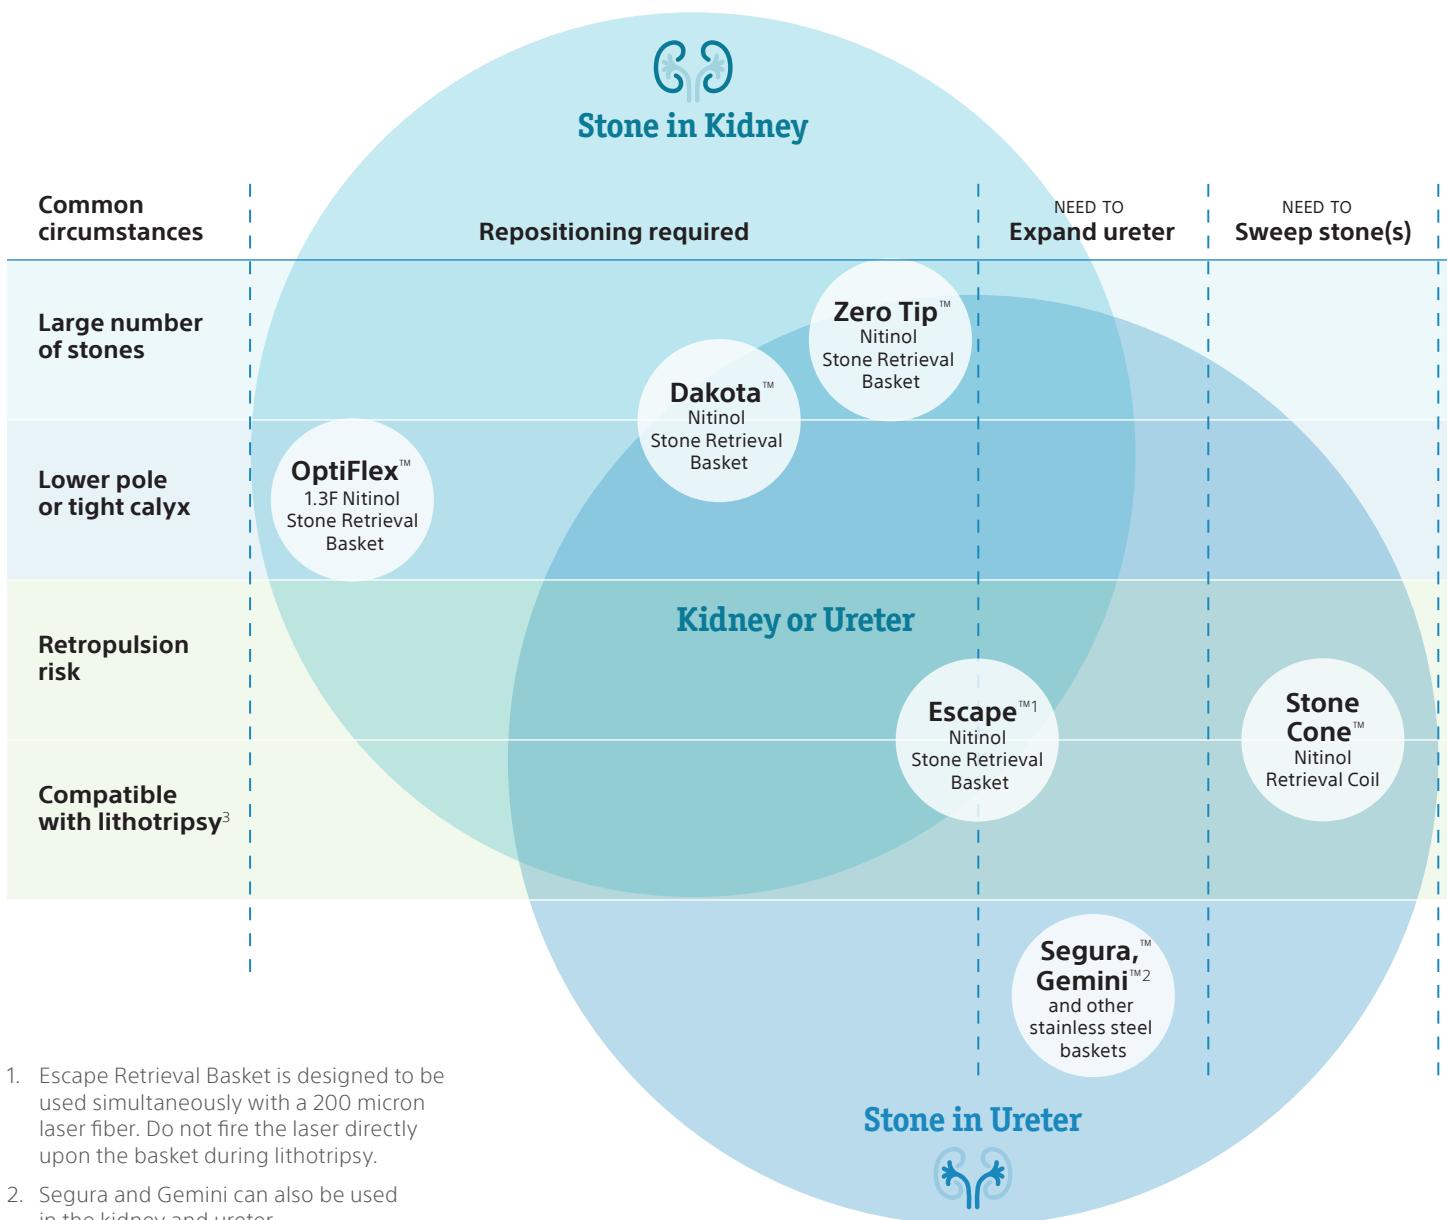 Stone in Kidney
Common
circumstances
Repositioning required
NEED TO
Expand ureter
NEED TO
Sweep stone(s)
Large number
of stones
Zero Tip™
Nitinol
Stone Retrieval
Basket
Dakota™
Nitinol
Stone Retrieval
Basket
Lower pole
or tight calyx
OptiFlex™
1.3F Nitinol
Stone Retrieval
Basket
Kidney or Ureter
Retropulsion
risk
Escape™1
Nitinol
Stone Retrieval
Basket
Stone
Cone™
Nitinol
Retrieval Coil
Compatible
with lithotripsy3
Segura,™
Gemini™2
and other
stainless steel
baskets
Stone in Ureter
1. Escape Retrieval Basket is designed to be
used simultaneously with a 200 micron
laser fiber. Do not fire the laser directly
upon the basket during lithotripsy.
2. Segura and Gemini can also be used
in the kidney and ureter